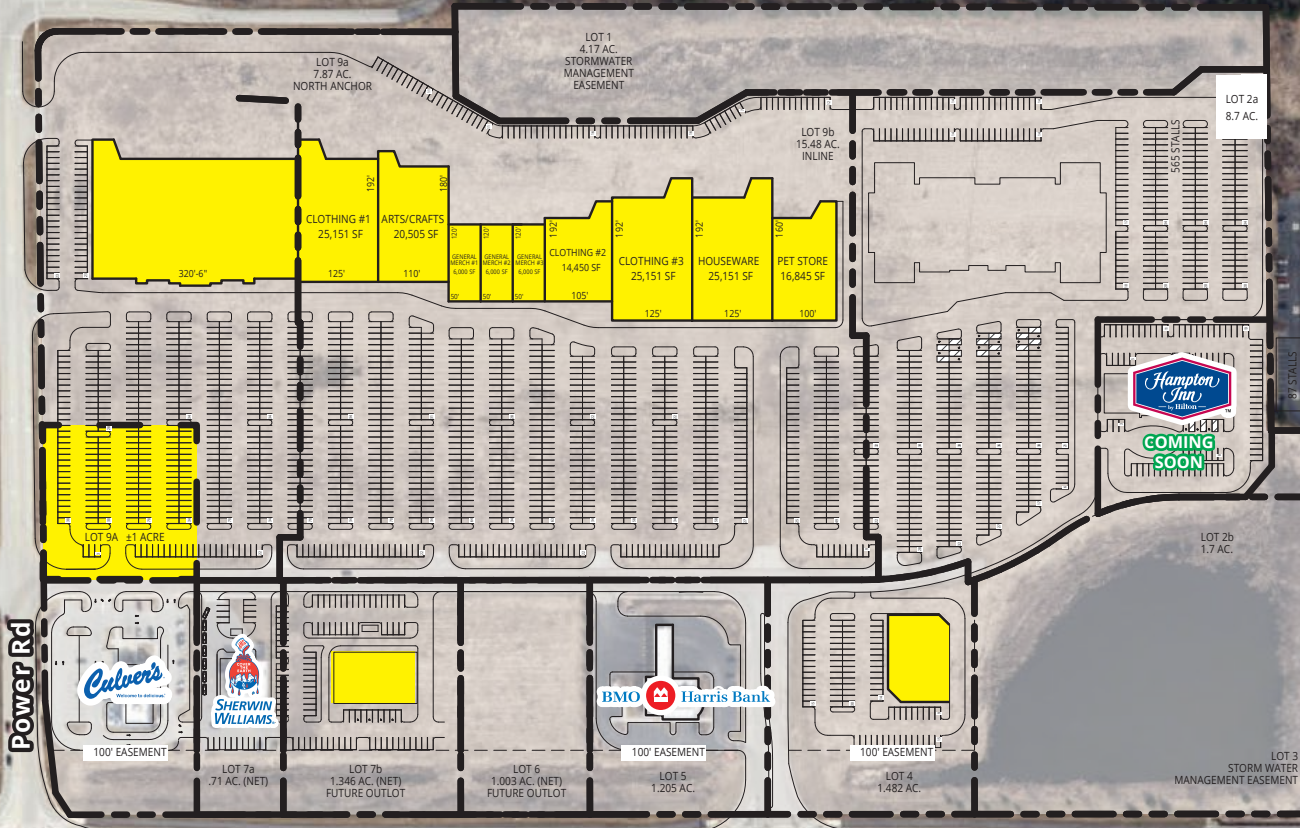 LOT 1
4.17 AC.
STORMWATER
MANAGEMENT
EASEMENT
LOT 9a
7.87 AC.
NORTH ANCHOR
LOT 2a
8.7 AC.
LOT 9b
15.48 AC.
INLINE
565 STALLS
320'-6"
192'
CLOTHING #1
25,151 SF
125'
180'
ARTS/CRAFTS
20,505 SF
110'
120'
GENERAL
MERCH #1
6,000 SF
50'
120'
GENERAL
MERCH #2
6,000 SF
50'
120'
GENERAL
MERCH #3
6,000 SF
50'
192'
CLOTHING #2
14,450 SF
105'
192'
CLOTHING #3
25,151 SF
125'
192'
HOUSEWARE
25,151 SF
125'
160'
PET STORE
16,845 SF
100'
87 STALLS
Hampton
Inn
by Hilton
™
COMING
SOON
LOT 9A ±1 ACRE
LOT 2b
1.7 AC.
Power Rd
Culver's
Welcome to delicious.
COVER
THE
EARTH
SHERWIN
WILLIAMS.
BMO Harris Bank
100' EASEMENT
100' EASEMENT
100' EASEMENT
LOT 7a
.71 AC. (NET)
LOT 7b
1.346 AC. (NET)
FUTURE OUTLOT
LOT 6
1.003 AC. (NET)
FUTURE OUTLOT
LOT 5
1.205 AC.
LOT 4
1.482 AC.
LOT 3
STORM WATER
MANAGEMENT EASEMENT